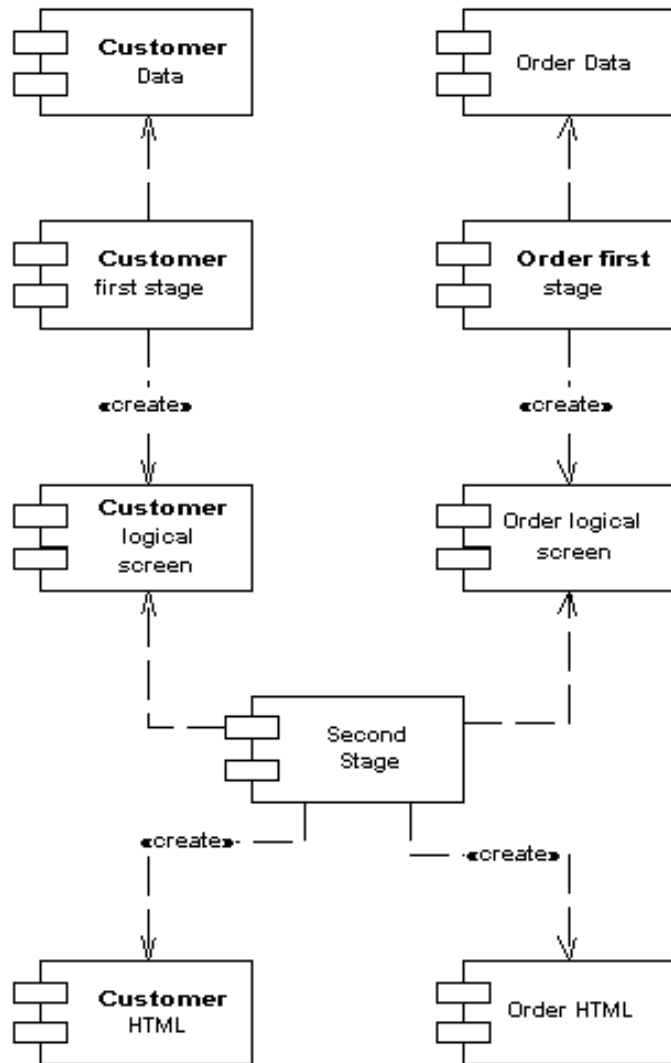 Customer
Data
Order Data
Customer
first stage
Order first
stage
«create»
«create»
Customer
logical
screen
Order logical
screen
Second
Stage
«create»
«create»
Customer
HTML
Order HTML